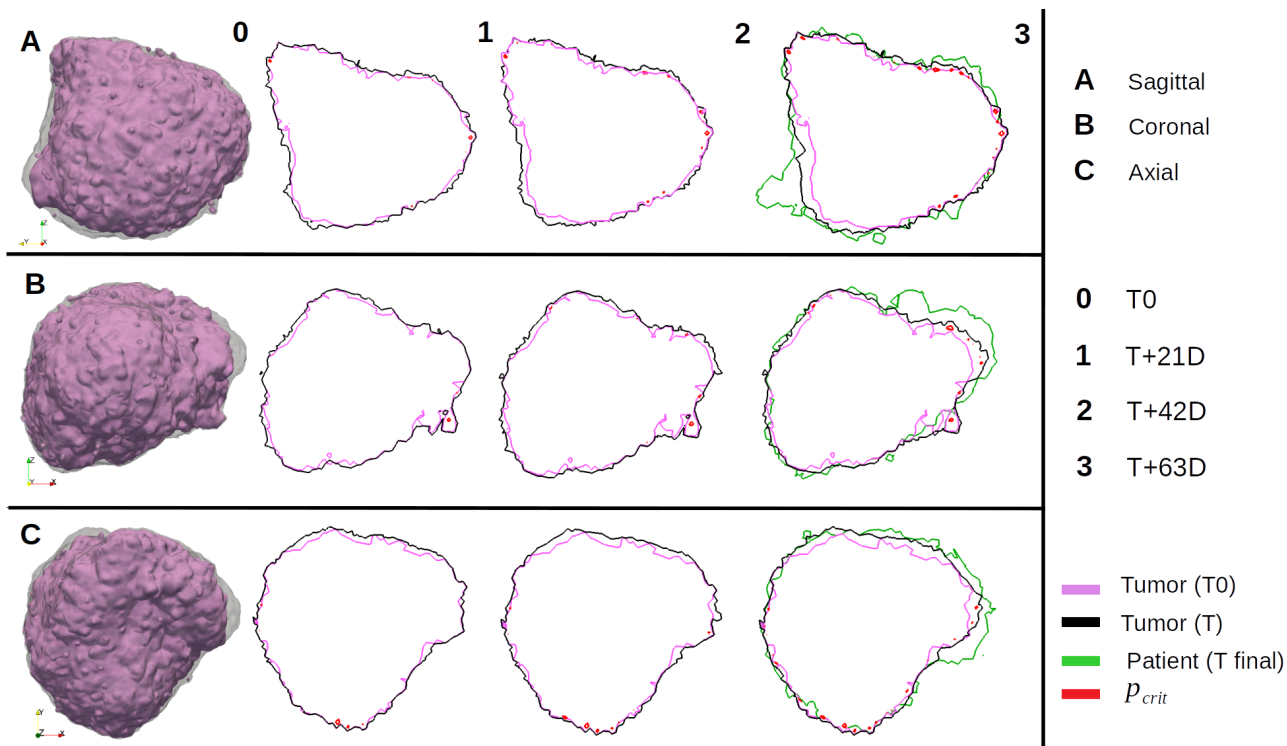 A
0
1
2
3
Z
Y
X
B
Z
Y
X
C
Y
Z
X
A Sagittal
B Coronal
C Axial
0 T0
1 T+21D
2 T+42D
3 T+63D
Tumor (T0)
Tumor (T)
Patient (T final)
p_crit